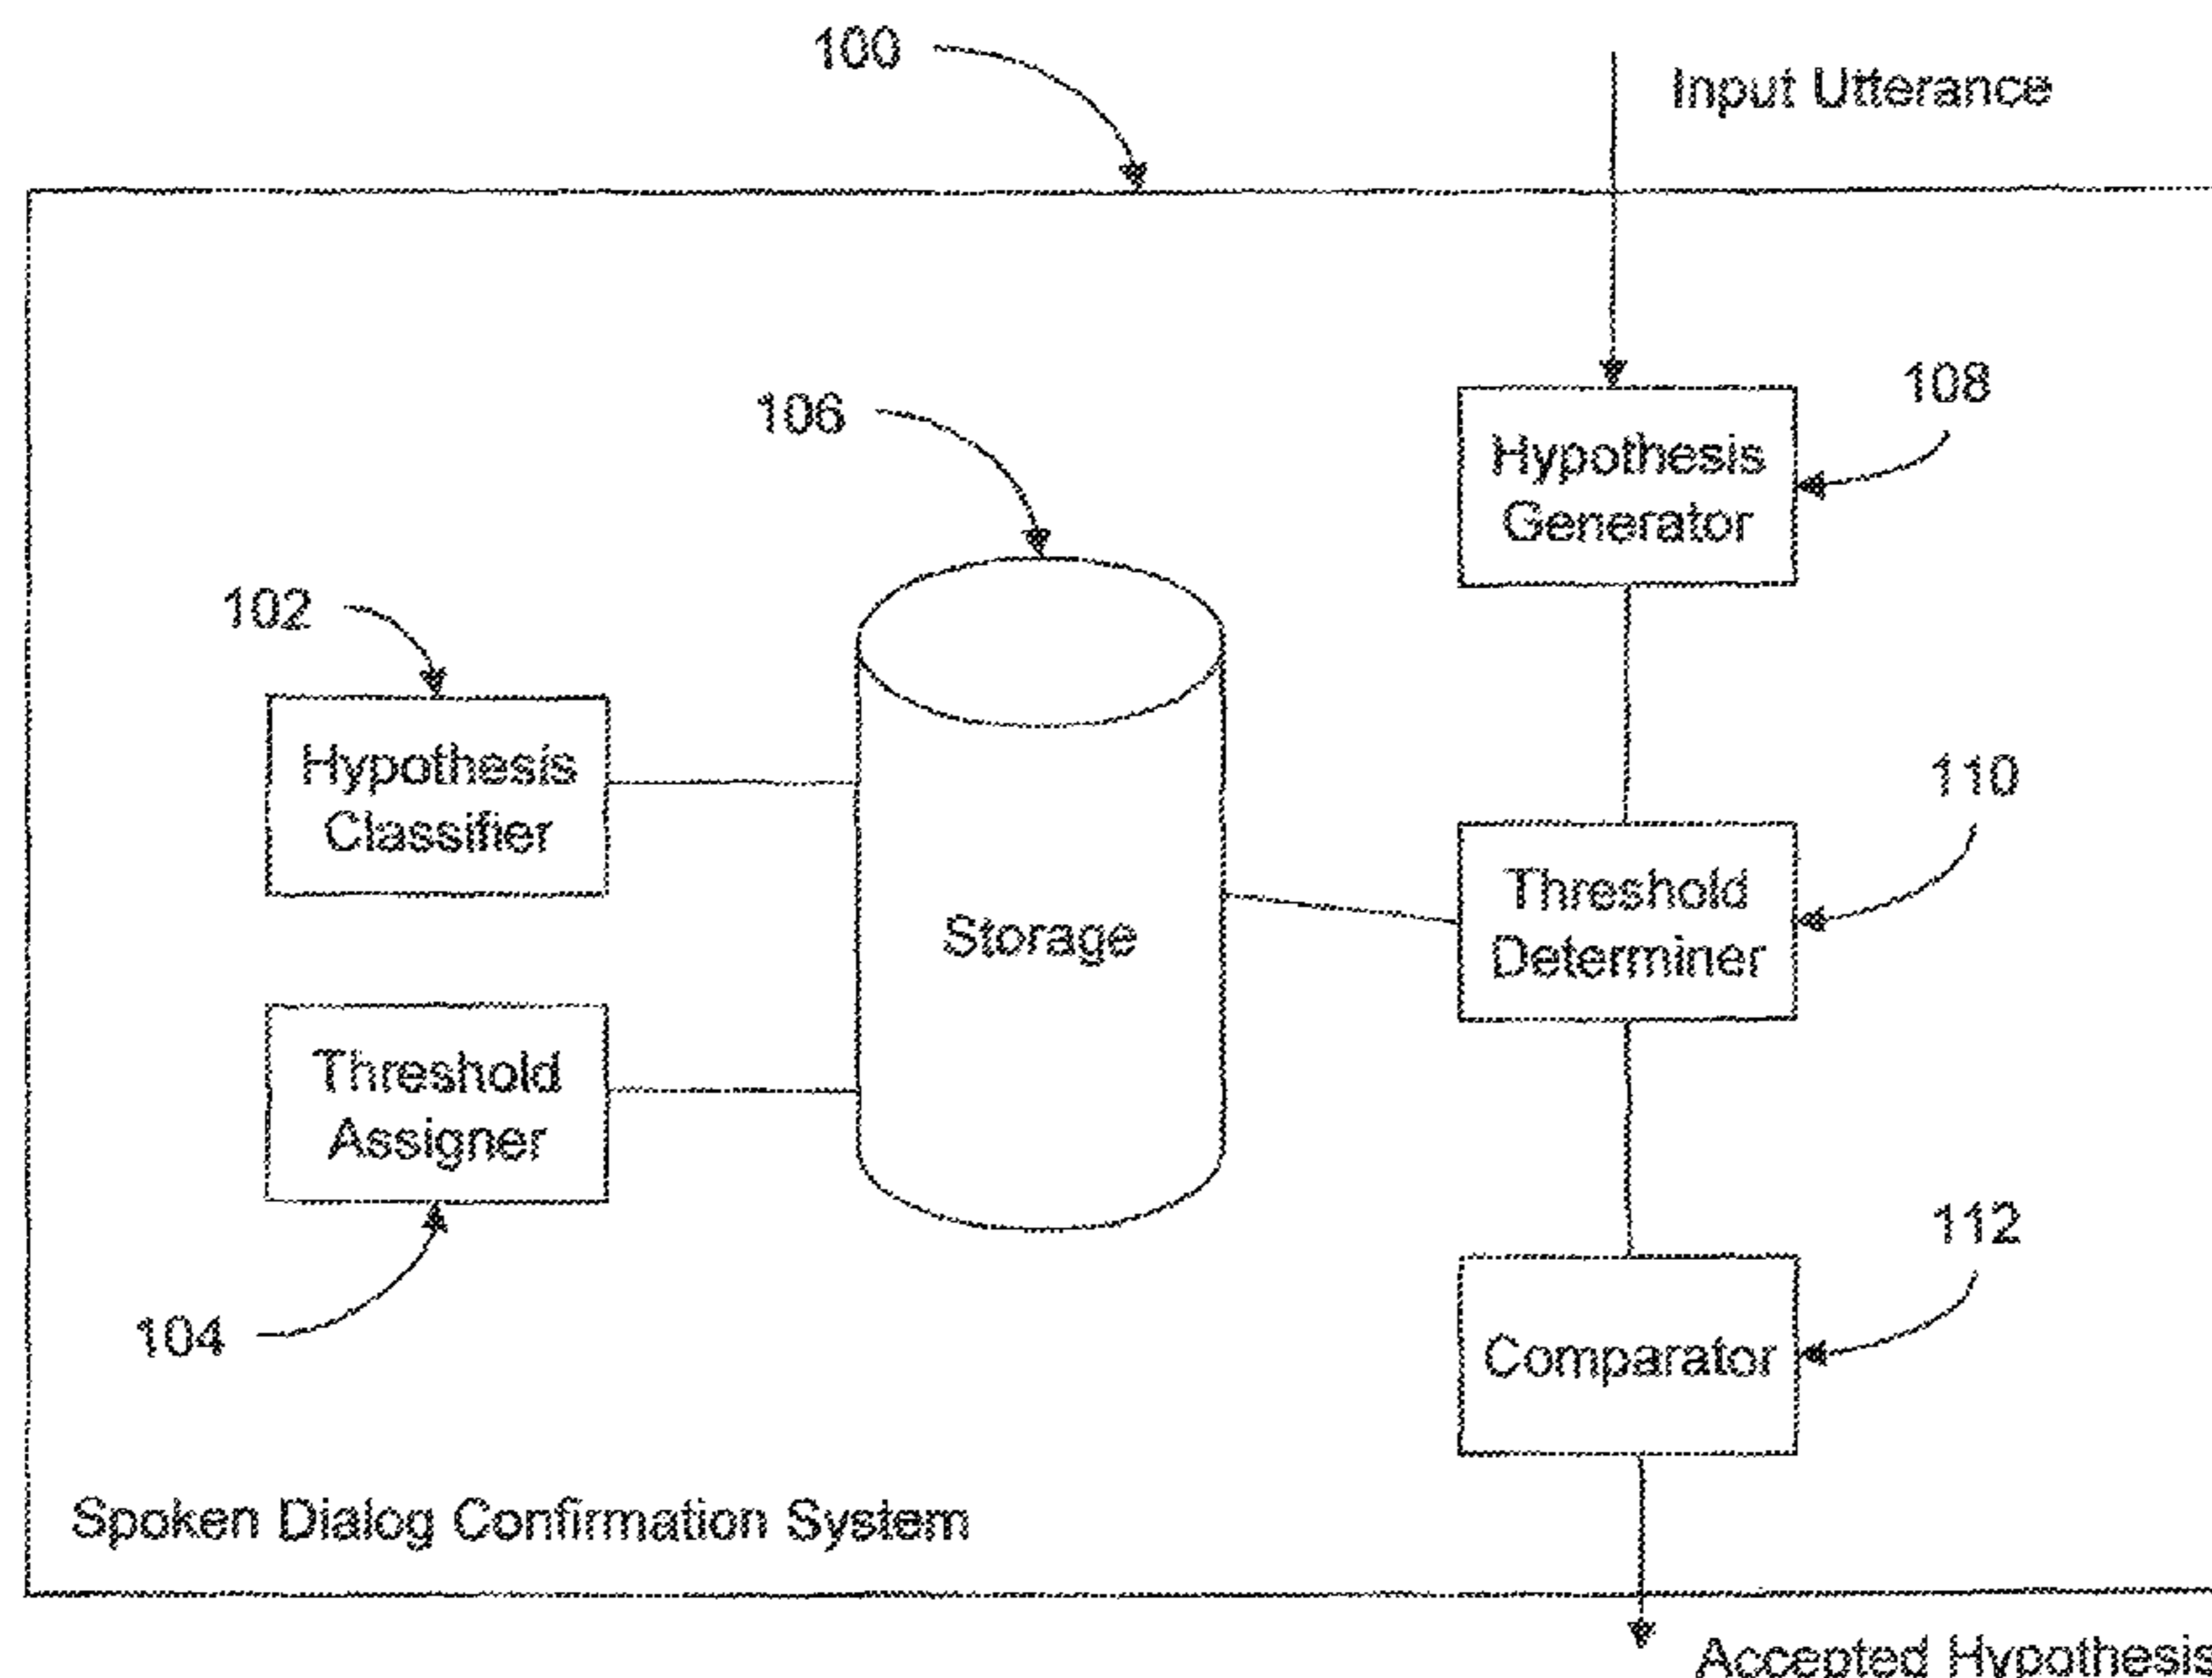 100
Input Utterance
108
Hypothesis
Generator
106
102
Hypothesis
Classifier
110
Threshold
Determiner
Storage
Threshold
Assigner
112
Comparator
104
Spoken Dialog Confirmation System
Accepted Hypothesis